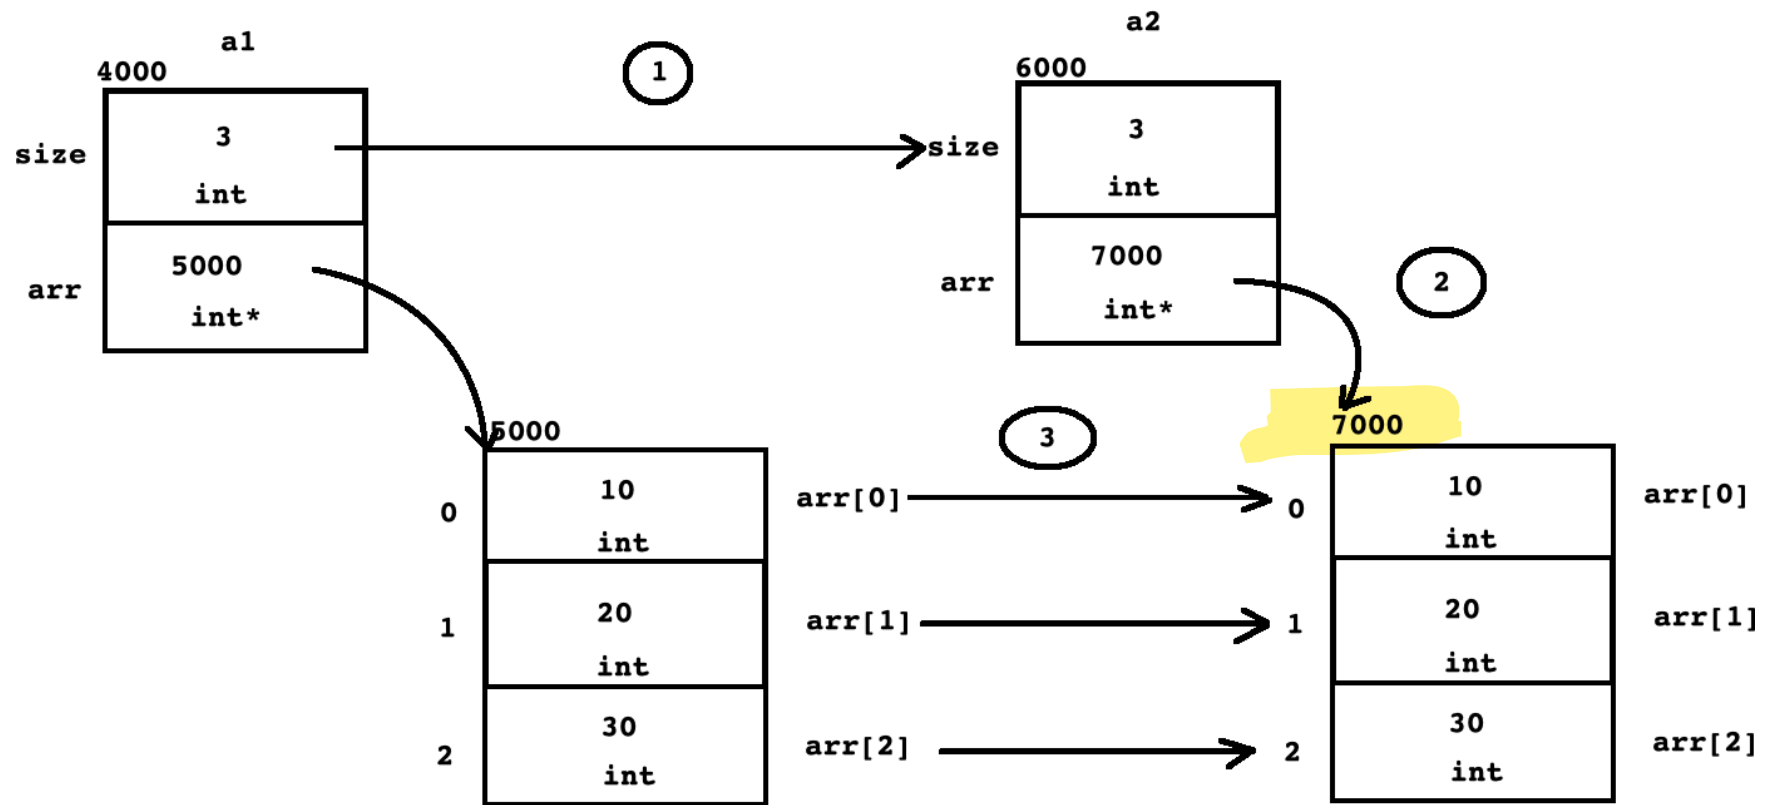 a1
a2
4000
1
6000
size 3 int
size 3 int
arr 5000 int*
arr 7000 int*
2
5000
3
7000
0 10 int arr[0]
0 10 int arr[0]
1 20 int arr[1]
1 20 int arr[1]
2 30 int arr[2]
2 30 int arr[2]